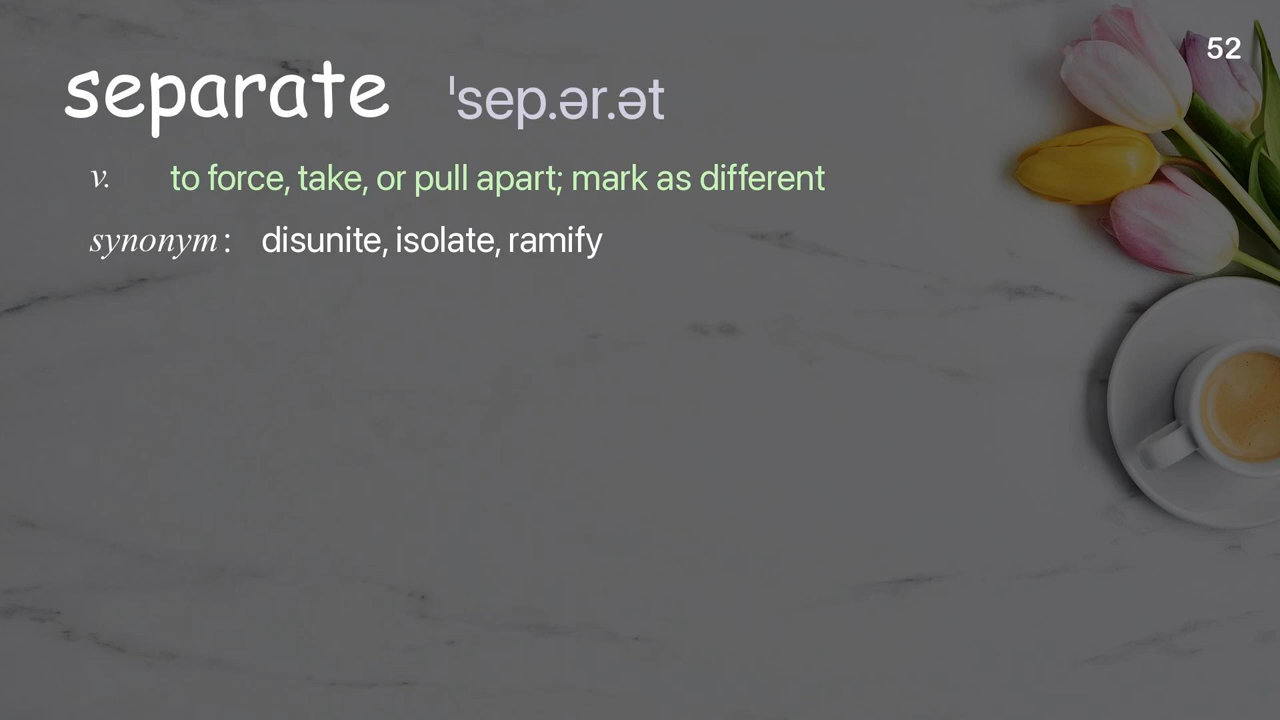 52
separate ˈsep.ər.ət
v. to force, take, or pull apart; mark as different
synonym: disunite, isolate, ramify